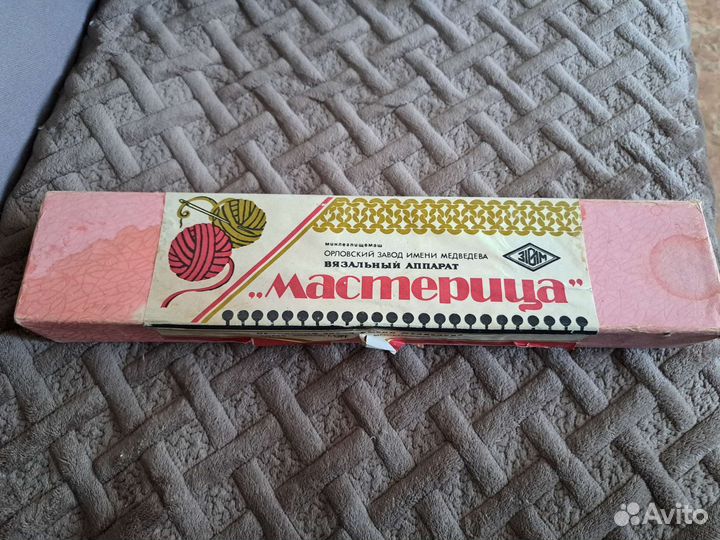 минлегпищемаш
ОРЛОВСКИЙ ЗАВОД ИМЕНИ МЕДВЕДЕВА
ВЯЗАЛЬНЫЙ АППАРАТ
„Мастерица"
Avito